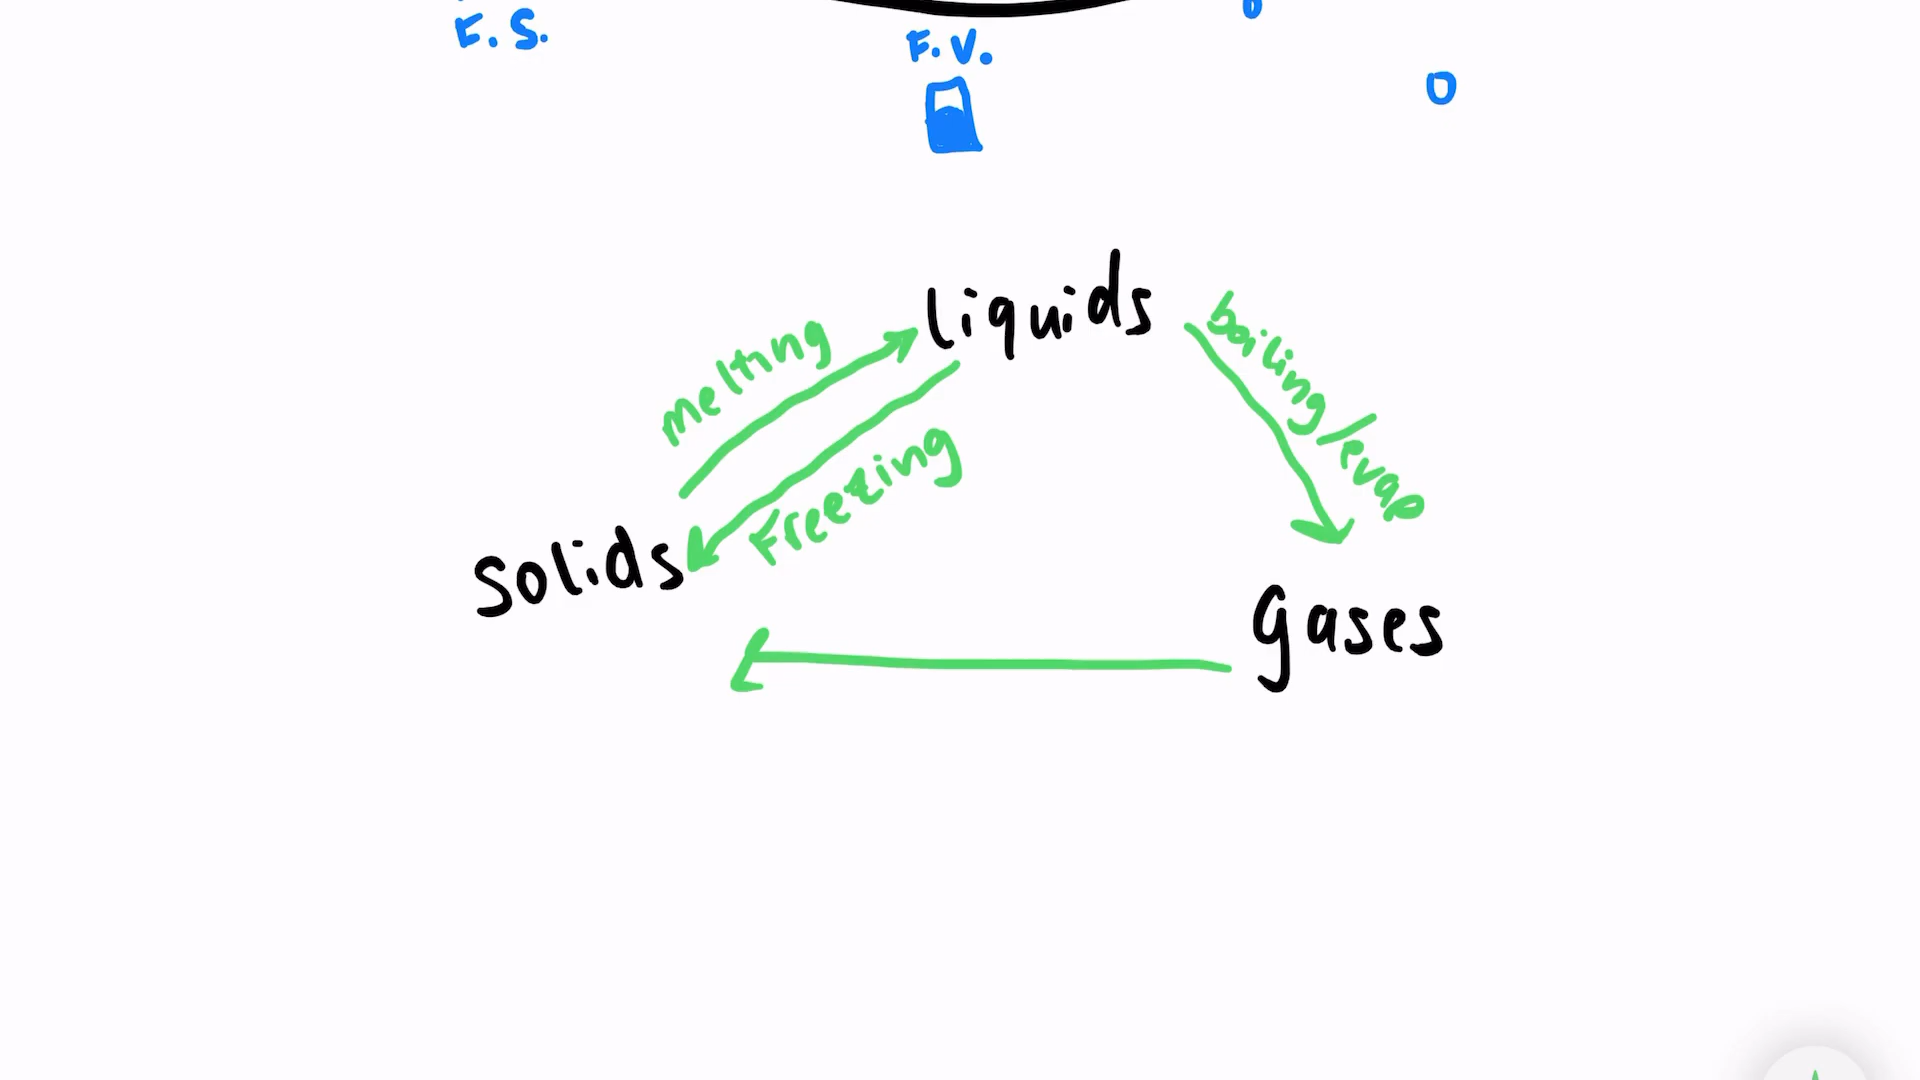 F.S.
F.V.
liquids
melting
boiling/evap
Freezing
Solids
gases